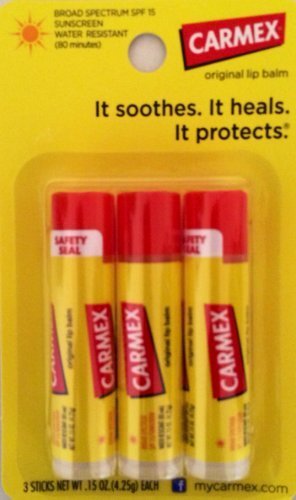 BROAD SPECTRUM SPF 15
SUNSCREEN
WATER RESISTANT
(80 minutes)
CARMEX
original lip balm
It soothes. It heals.
It protects.®
SAFETY
SEAL
CARMEX
original lip balm
CARMEX
original lip balm
SAFETY
SEAL
CARMEX
original lip balm
3 STICKS NET WT. .15 OZ. (4.25g) EACH
f mycarmex.com